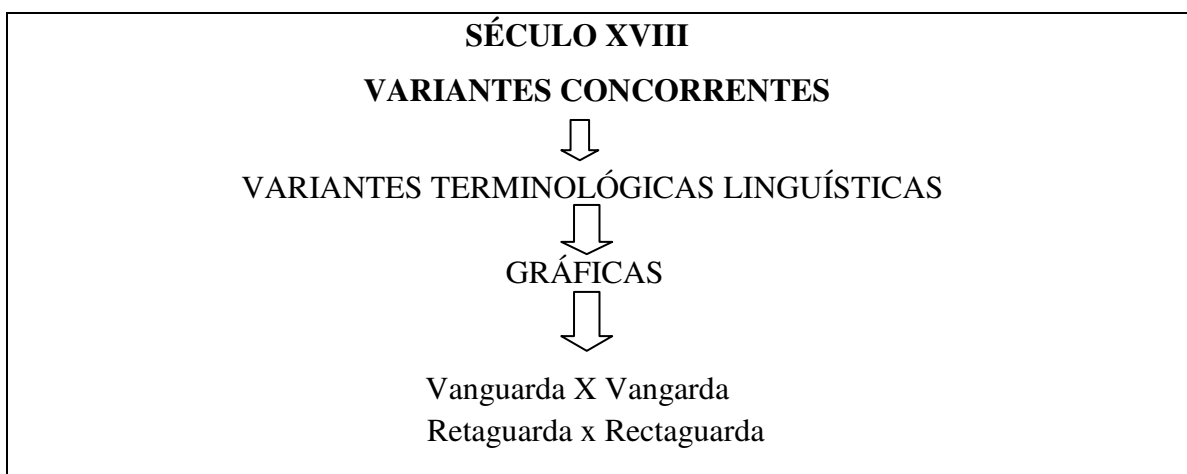 SÉCULO XVIII
VARIANTES CONCORRENTES
VARIANTES TERMINOLÓGICAS LINGUÍSTICAS
GRÁFICAS
Vanguarda X Vangarda
Retaguarda x Rectaguarda